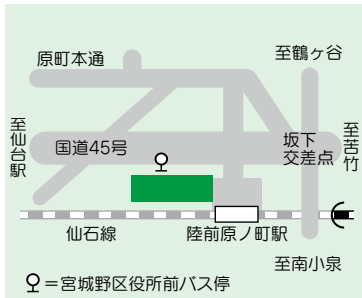 原町本通
至鶴ヶ谷
至仙台駅
国道45号
坂下
交差点
至苦竹
仙石線
陸前原ノ町駅
至南小泉
=宮城野区役所前バス停